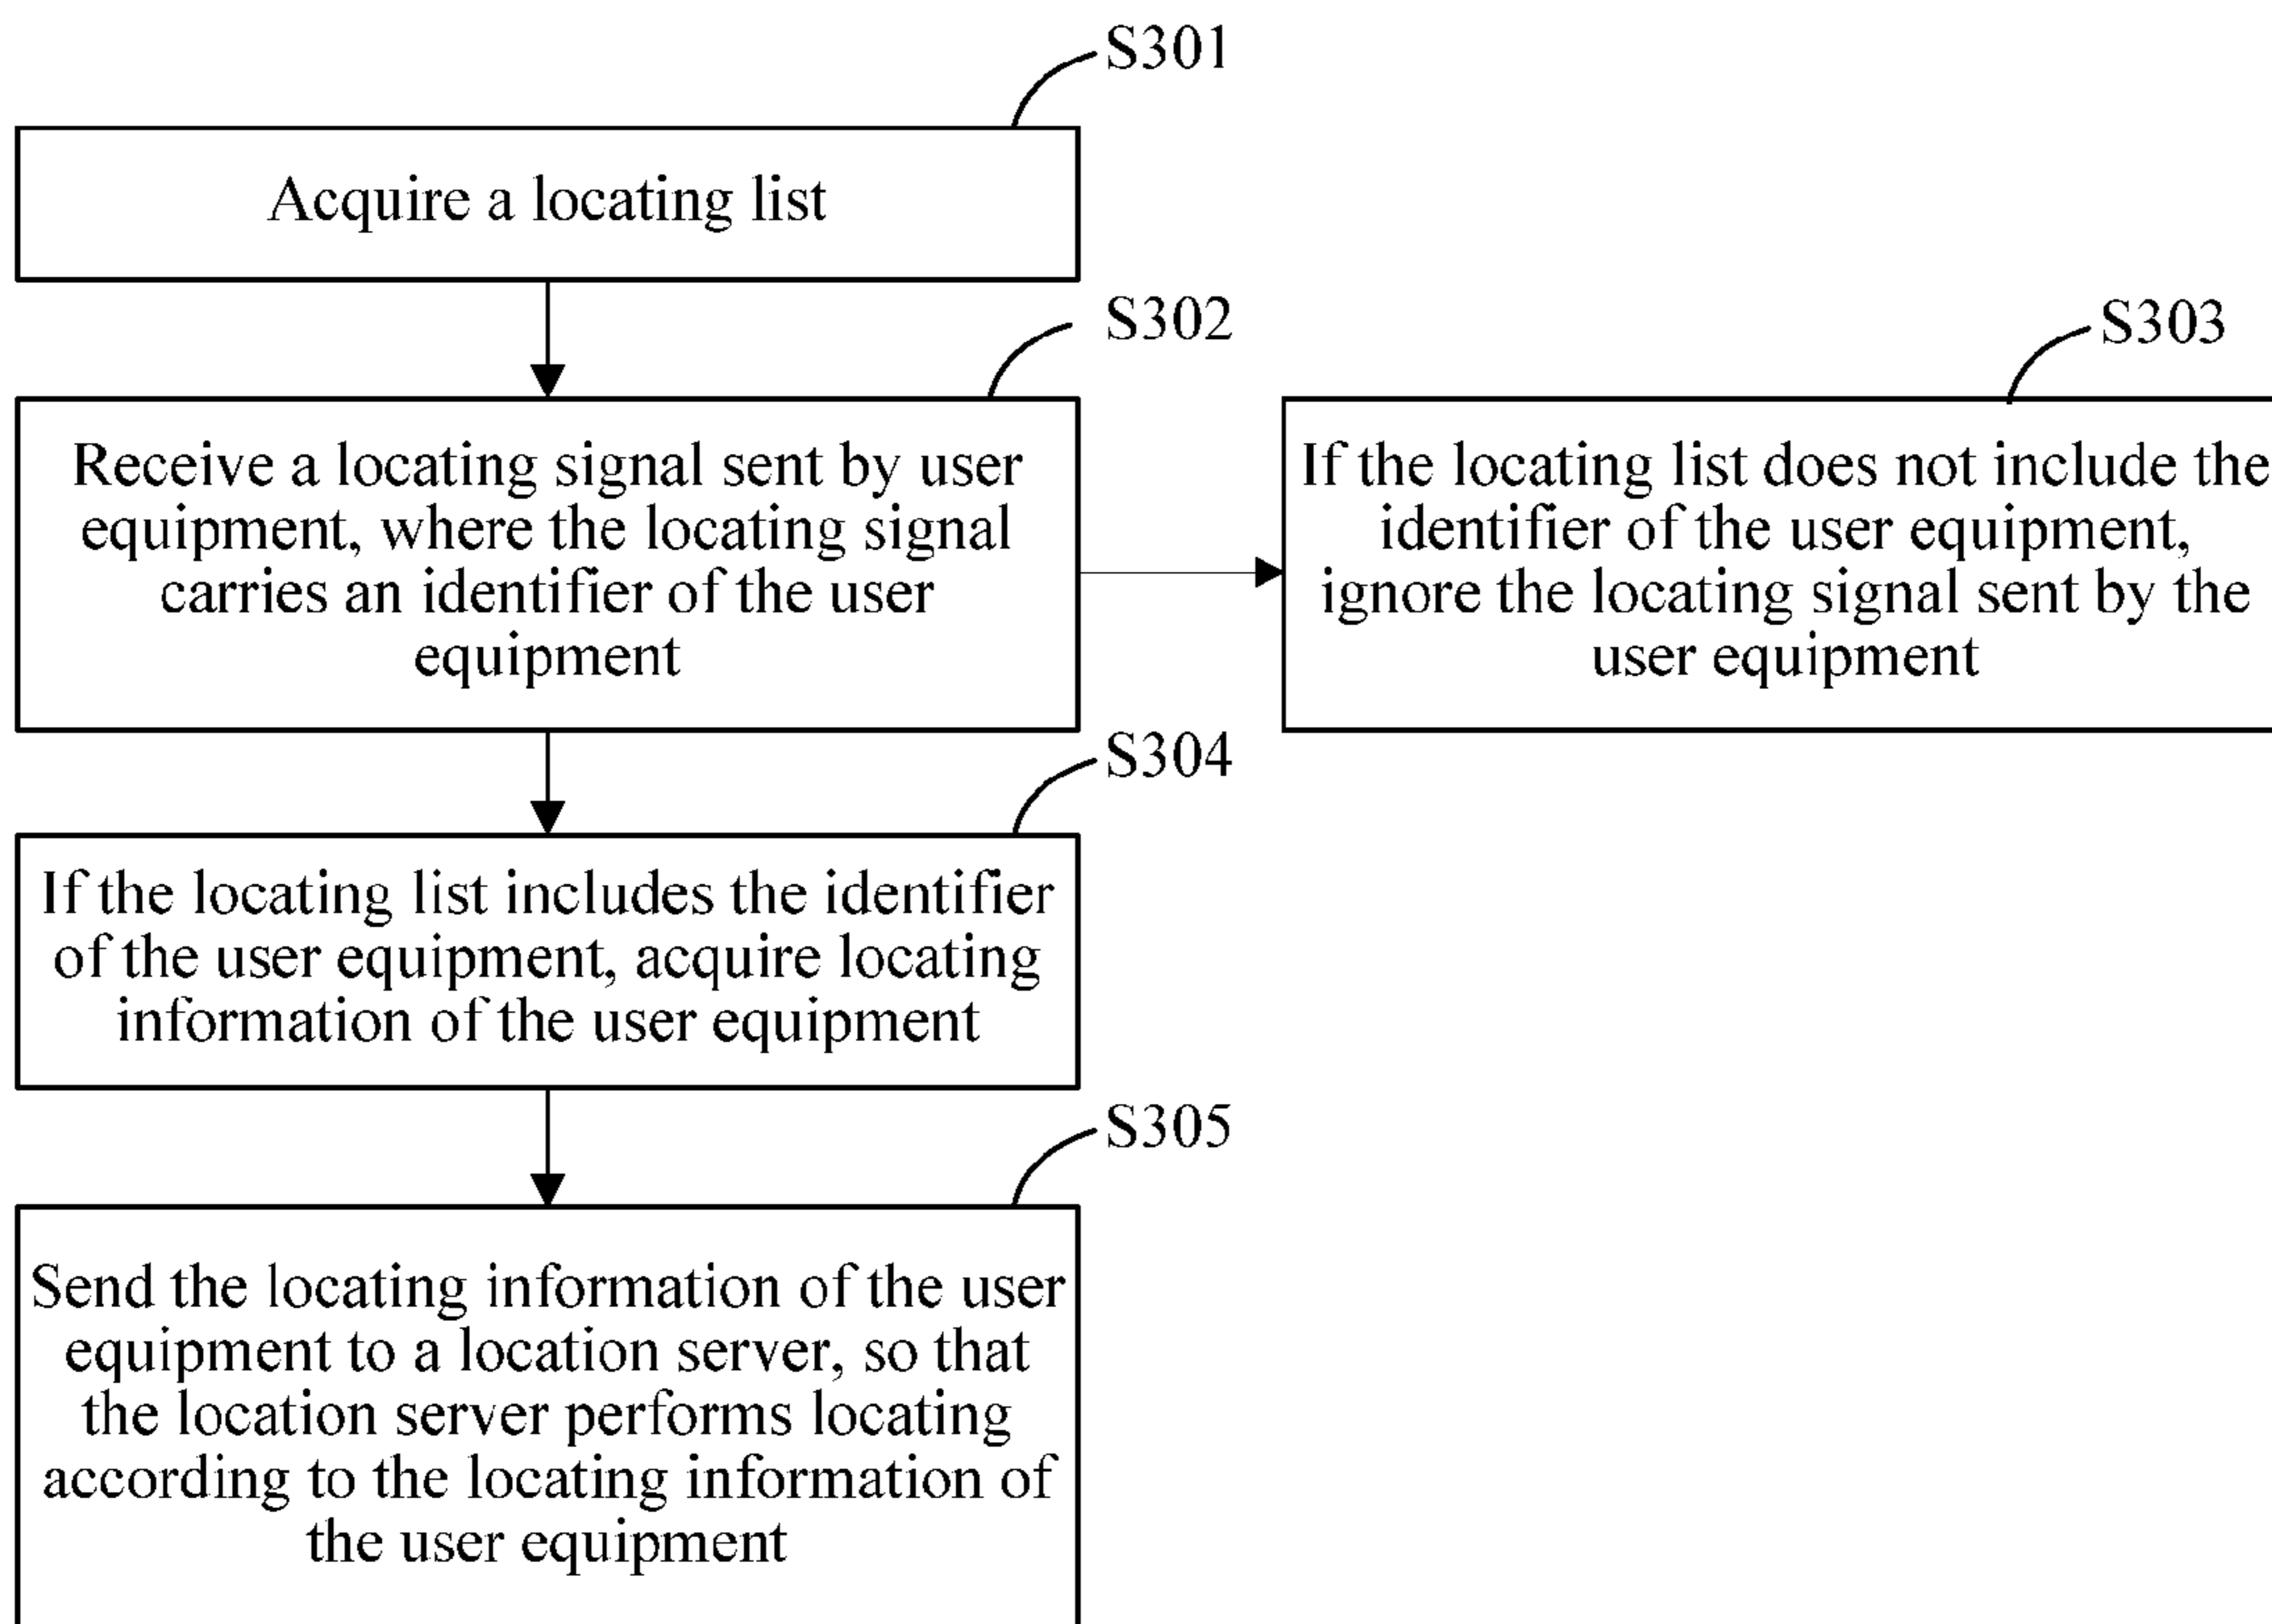 S301
Acquire a locating list
S302
Receive a locating signal sent by user
equipment, where the locating signal
carries an identifier of the user
equipment
S303
If the locating list does not include the
identifier of the user equipment,
ignore the locating signal sent by the
user equipment
S304
If the locating list includes the identifier
of the user equipment, acquire locating
information of the user equipment
S305
Send the locating information of the user
equipment to a location server, so that
the location server performs locating
according to the locating information of
the user equipment